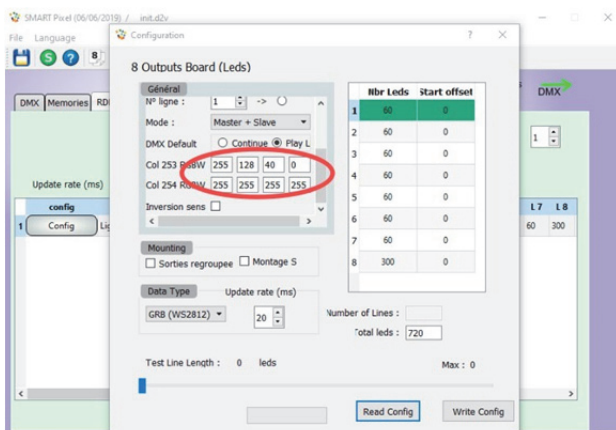 SMART Pixel (06/06/2019) / init.d2v
File Language
8
DMX Memories RD
Update rate (ms)
config
1 Config Lig
Configuration ?
8 Outputs Board (Leds)
Général
N° ligne : 1 -> 
Mode : Master + Slave
DMX Default Continue Play L
Col 253 RGBW 255 128 40 0
Col 254 RGBW 255 255 255 255
Inversion sens
Mounting
Sorties regroupee Montage S
Data Type Update rate (ms)
GRB (WS2812) 20
Test Line Length : 0 leds Max : 0
Nbr Leds Start offset
1 60 0
2 60 0
3 60 0
4 60 0
5 60 0
6 60 0
7 60 0
8 300 0
Number of Lines :
Total leds : 720
Read Config Write Config
s DMX
1
L7 L8
60 300